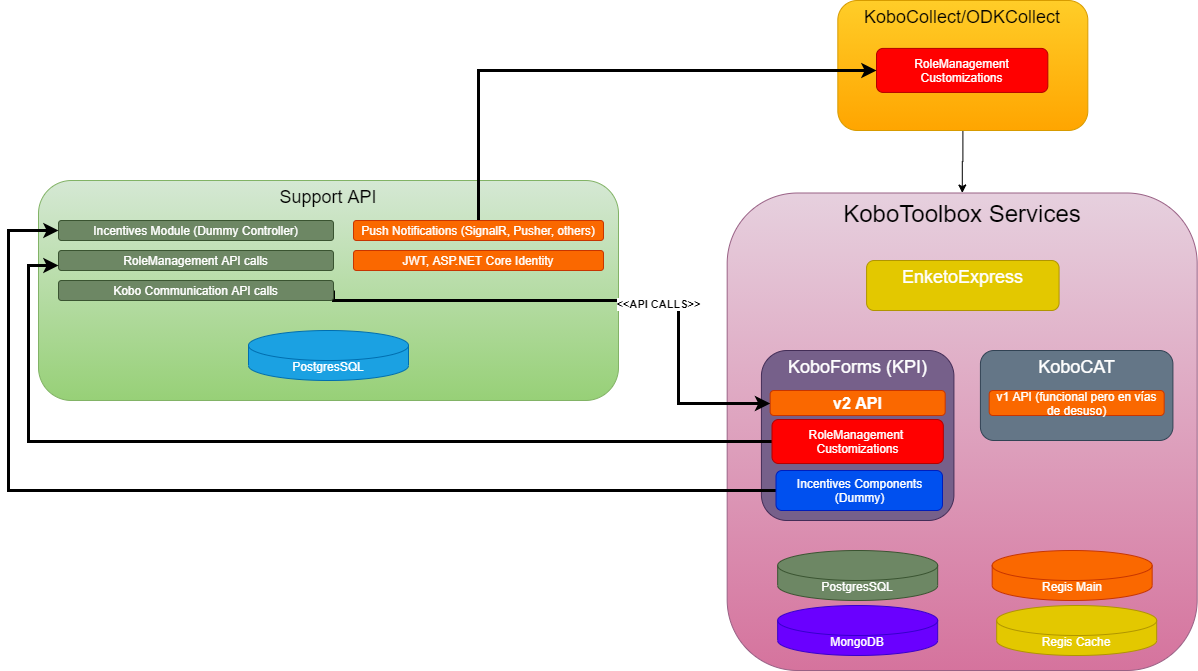 KoboCollect/ODKCollect
RoleManagement
Customizations
Support API
Incentives Module (Dummy Controller)
Push Notifications (SignalR, Pusher, others)
RoleManagement API calls
JWT, ASP.NET Core Identity
Kobo Communication API calls
<<API CALLS>>
PostgresSQL
KoboToolbox Services
EnketoExpress
KoboForms (KPI)
v2 API
RoleManagement
Customizations
Incentives Components
(Dummy)
KoboCAT
v1 API (funcional pero en vías
de desuso)
PostgresSQL
Regis Main
MongoDB
Regis Cache